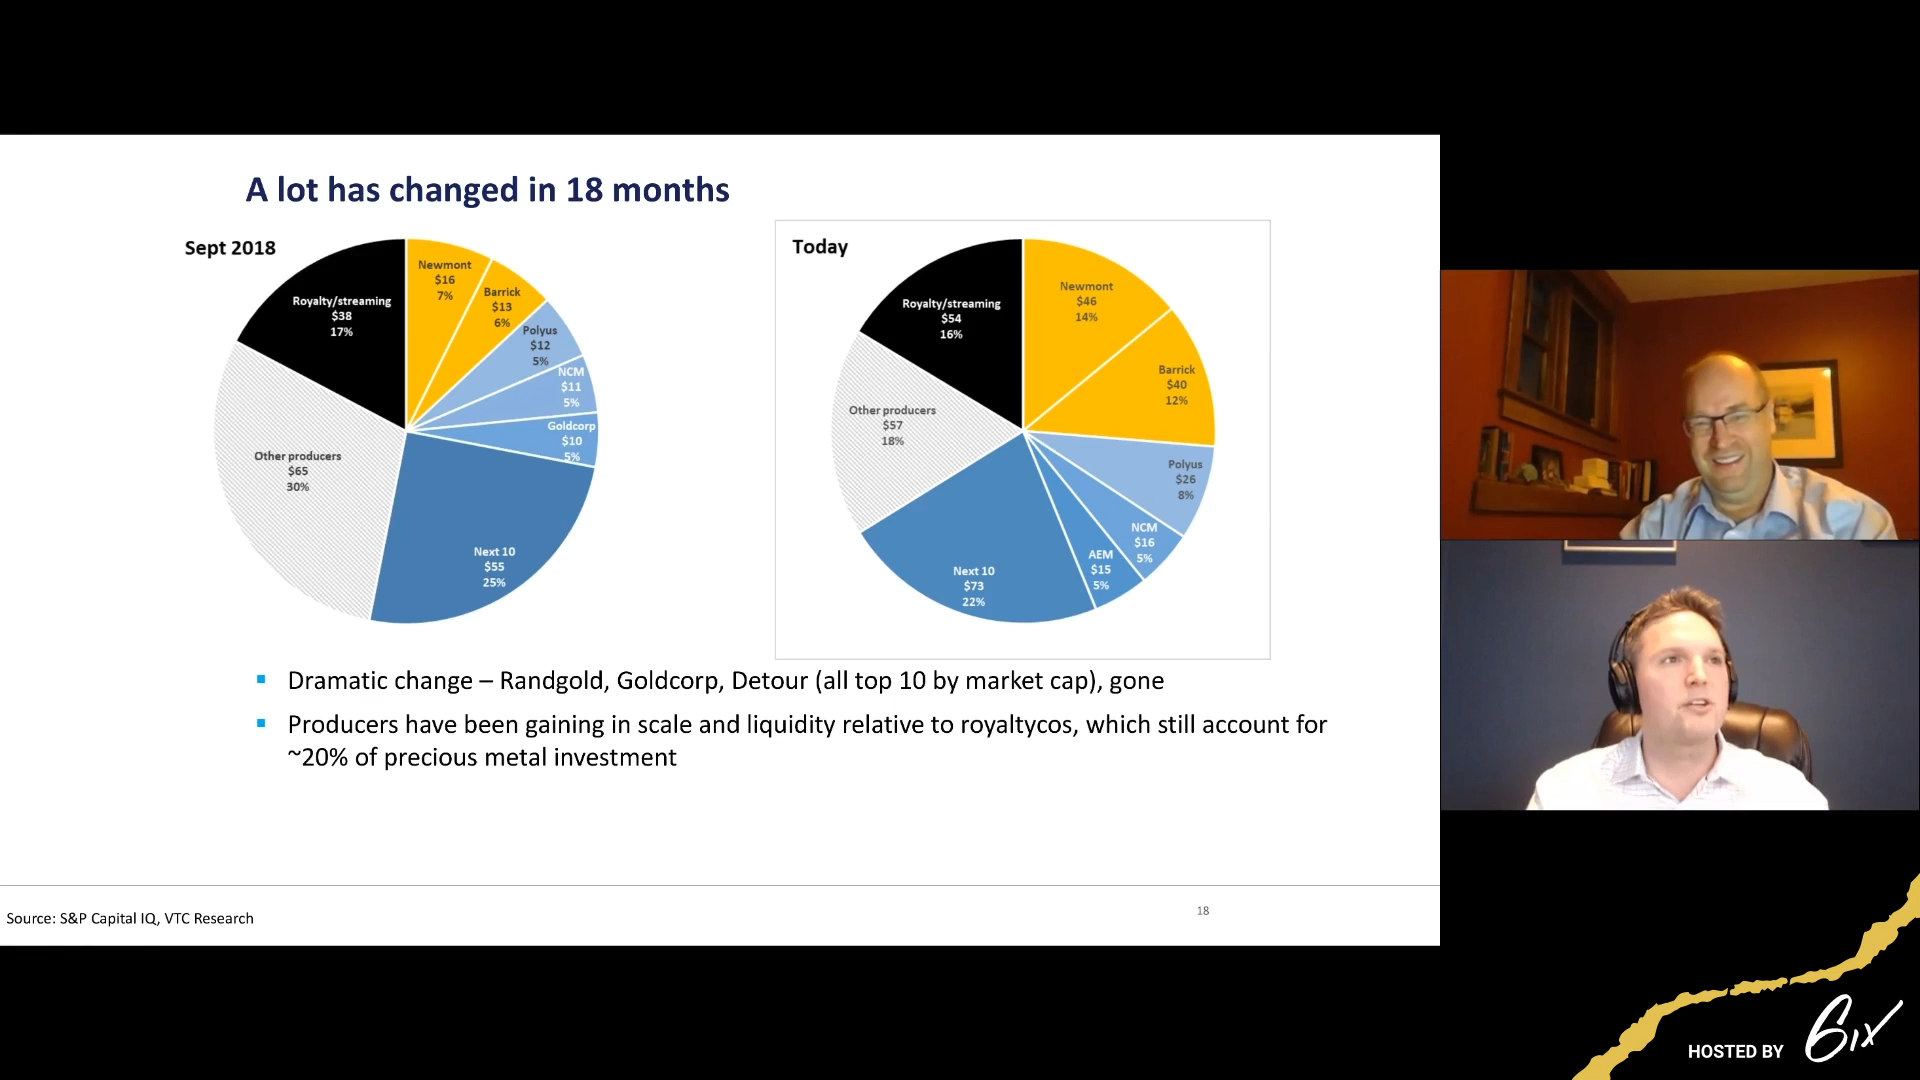 A lot has changed in 18 months
Sept 2018
Newmont
$16
7%
Barrick
$13
6%
Polyus
$12
5%
NCM
$11
5%
Goldcorp
$10
5%
Next 10
$55
25%
Other producers
$65
30%
Royalty/streaming
$38
17%
Today
Newmont
$46
14%
Barrick
$40
12%
Polyus
$26
8%
NCM
$16
5%
AEM
$15
5%
Next 10
$73
22%
Other producers
$57
18%
Royalty/streaming
$54
16%
Dramatic change – Randgold, Goldcorp, Detour (all top 10 by market cap), gone
Producers have been gaining in scale and liquidity relative to royaltycos, which still account for
~20% of precious metal investment
Source: S&P Capital IQ, VTC Research
18
HOSTED BY 6ix